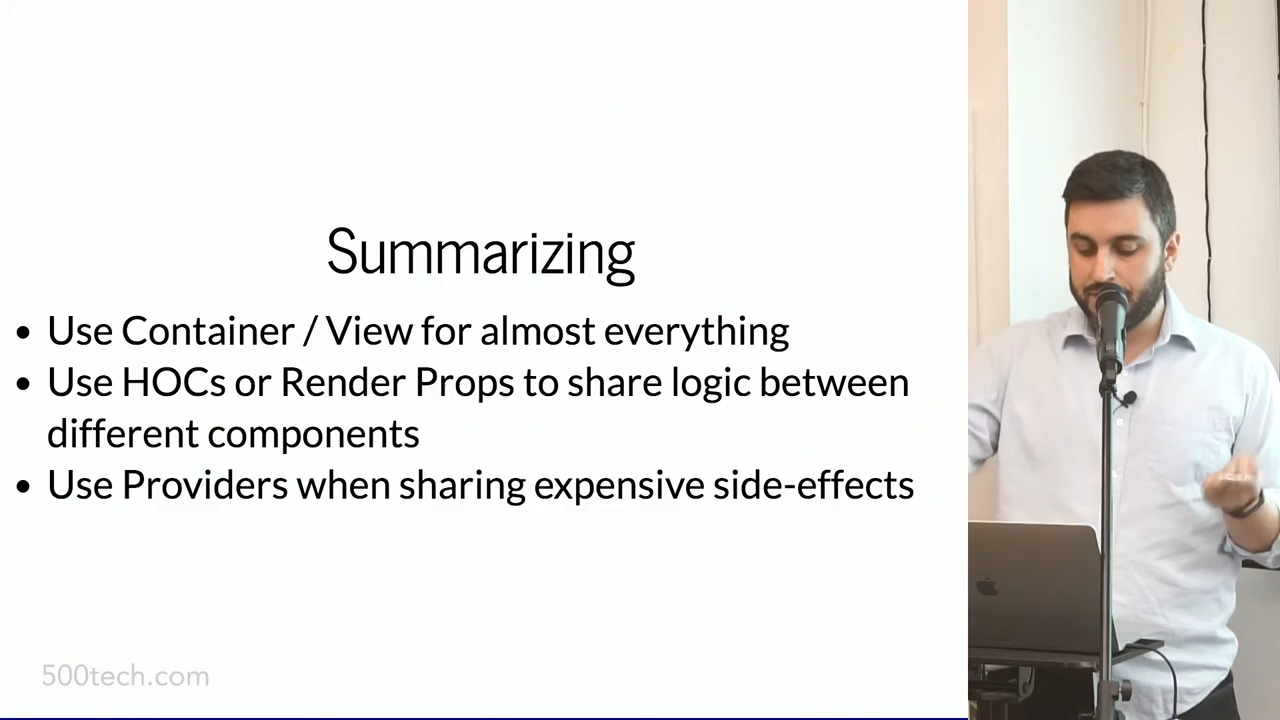 Summarizing
• Use Container / View for almost everything
• Use HOCs or Render Props to share logic between
different components
• Use Providers when sharing expensive side-effects
500tech.com